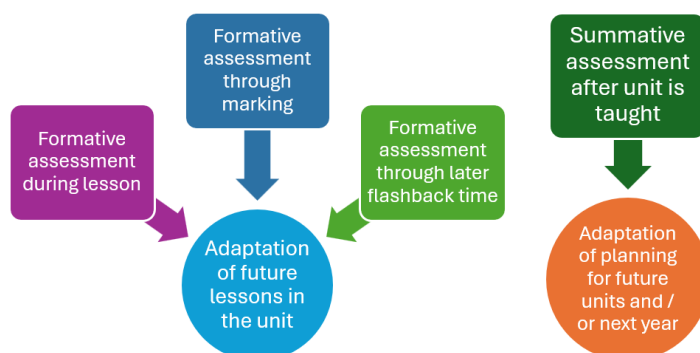 Formative
assessment
during lesson
Formative
assessment
through
marking
Formative
assessment
through later
flashback time
Adaptation
of future
lessons in
the unit
Summative
assessment
after unit is
taught
Adaptation
of planning
for future
units and /
or next year